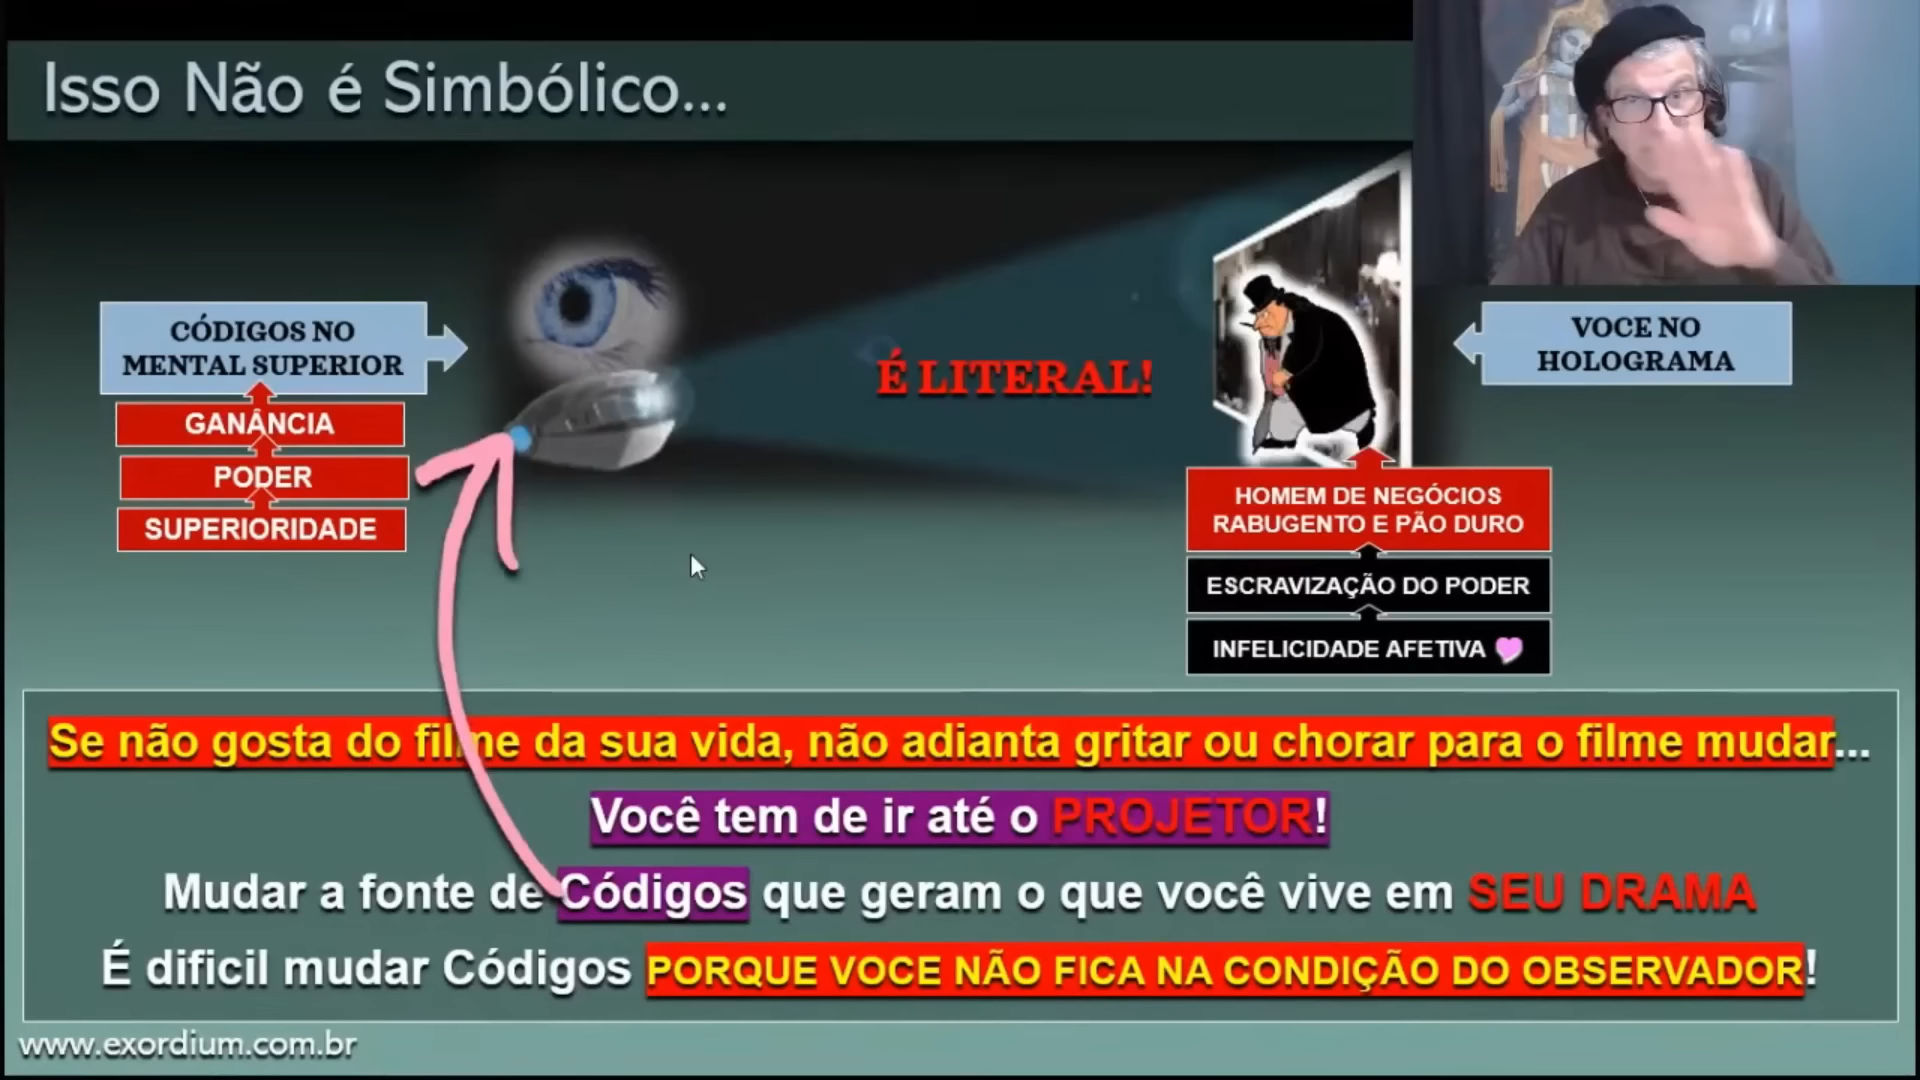 Isso Não é Simbólico...
CÓDIGOS NO
MENTAL SUPERIOR
GANÂNCIA
PODER
SUPERIORIDADE
É LITERAL!
VOCE NO
HOLOGRAMA
HOMEM DE NEGÓCIOS
RABUGENTO E PÃO DURO
ESCRAVIZAÇÃO DO PODER
INFELICIDADE AFETIVA
Se não gosta do filme da sua vida, não adianta gritar ou chorar para o filme mudar...
Você tem de ir até o PROJETOR!
Mudar a fonte de Códigos que geram o que você vive em SEU DRAMA
É dificil mudar Códigos PORQUE VOCE NÃO FICA NA CONDIÇÃO DO OBSERVADOR!
www.exordium.com.br